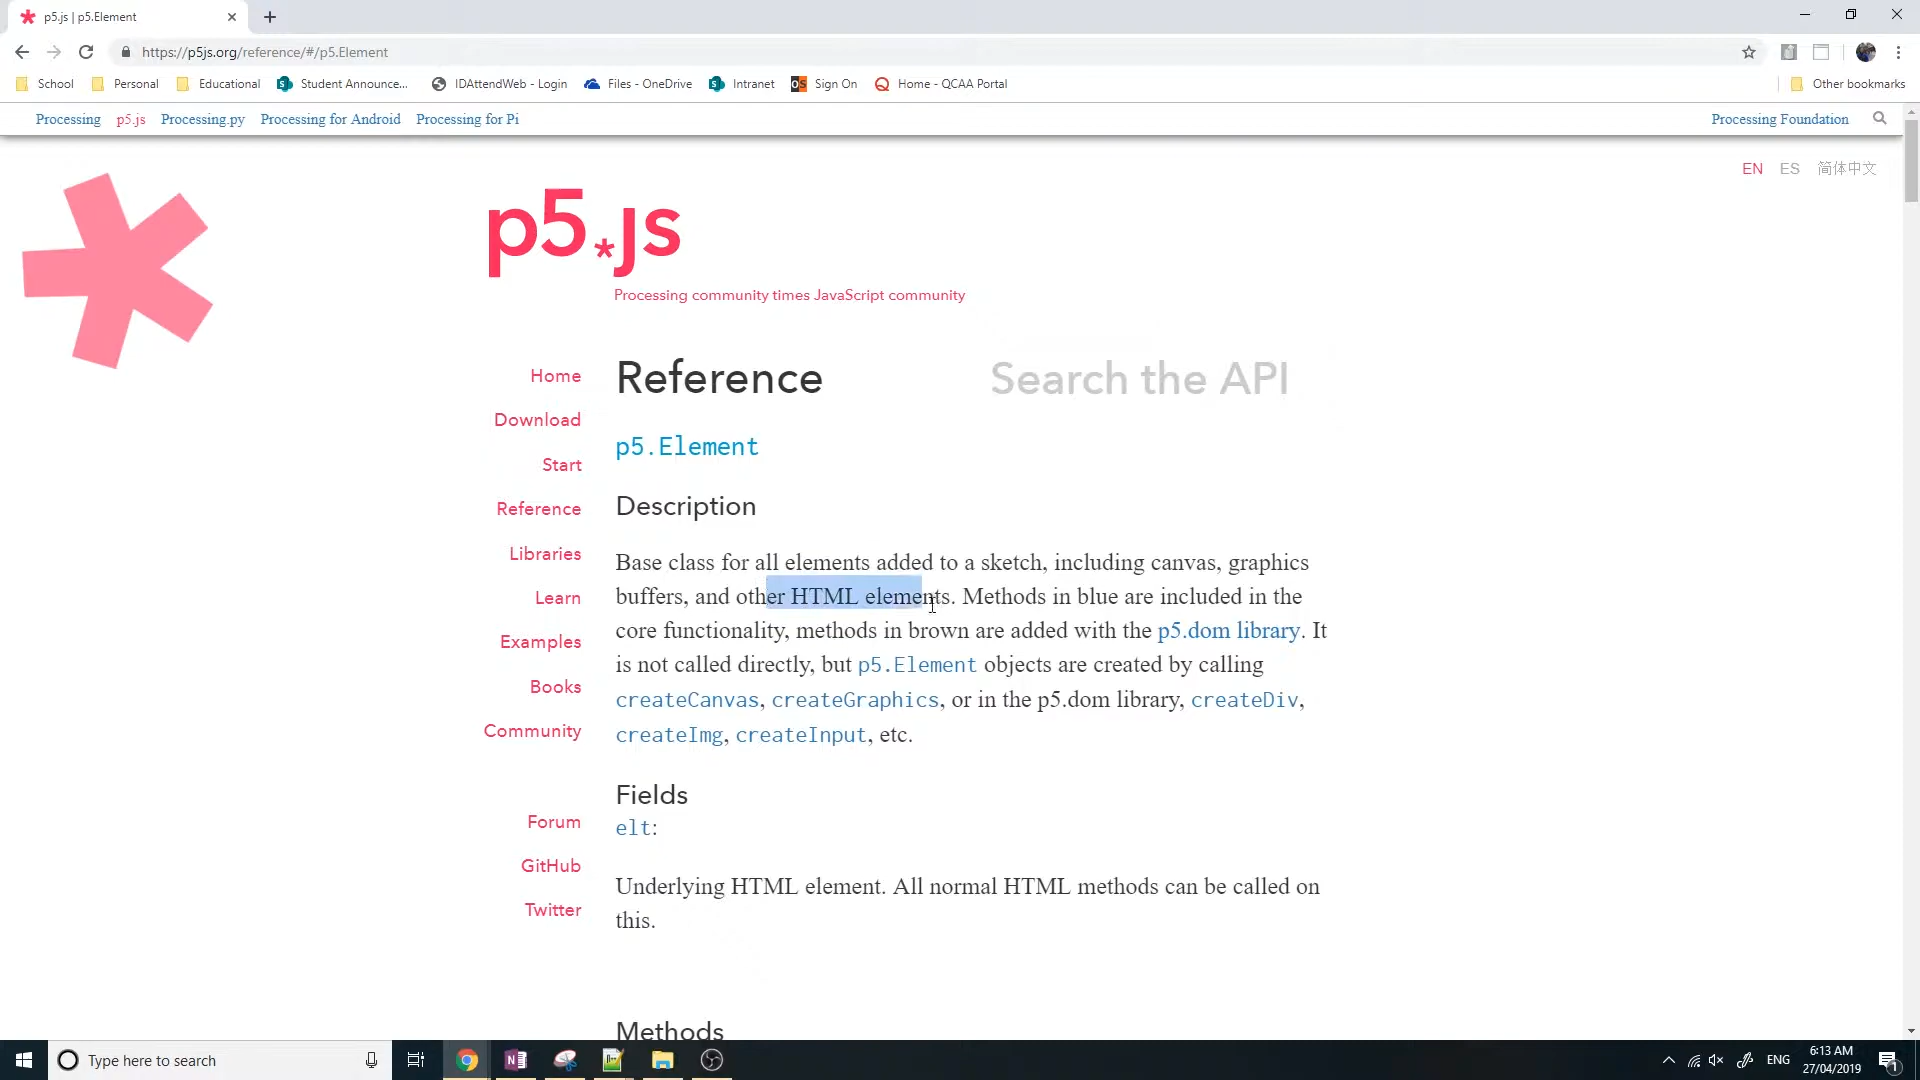 p5.js | p5.Element
https://p5js.org/reference/#/p5.Element
School Personal Educational Student Announce... IDAttendWeb - Login Files - OneDrive Intranet OS Sign On Home - QCAA Portal Other bookmarks
Processing p5.js Processing.py Processing for Android Processing for Pi Processing Foundation
EN ES 简体中文
p5.js
Processing community times JavaScript community
Home
Download
Start
Reference
Libraries
Learn
Examples
Books
Community
Forum
GitHub
Twitter
Reference Search the API
p5.Element
Description
Base class for all elements added to a sketch, including canvas, graphics
buffers, and other HTML elements. Methods in blue are included in the
core functionality, methods in brown are added with the p5.dom library. It
is not called directly, but p5.Element objects are created by calling
createCanvas, createGraphics, or in the p5.dom library, createDiv,
createImg, createInput, etc.
Fields
elt:
Underlying HTML element. All normal HTML methods can be called on
this.
Methods
Type here to search ENG 6:13 AM
27/04/2019 1